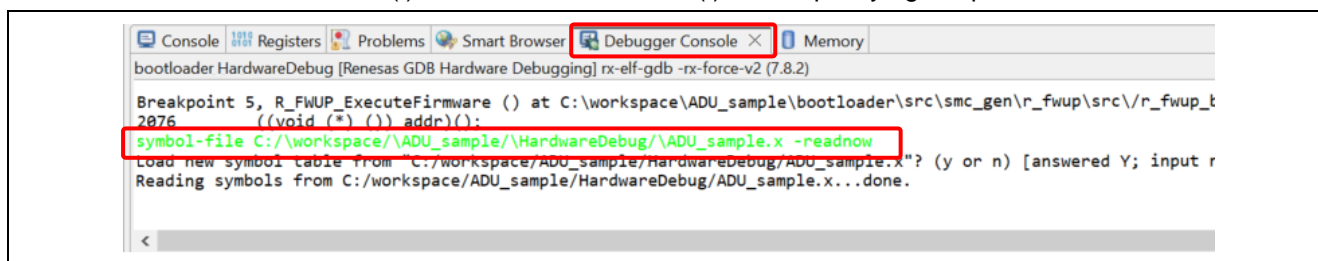 Console Registers Problems Smart Browser Debugger Console Memory
bootloader HardwareDebug [Renesas GDB Hardware Debugging] rx-elf-gdb -rx-force-v2 (7.8.2)
Breakpoint 5, R_FWUP_ExecuteFirmware () at C:\workspace\ADU_sample\bootloader\src\smc_gen\r_fwup\src\/r_fwup_b
2076 ((void (*) ()) addr)();
symbol-file C:/\workspace/\ADU_sample/\HardwareDebug/\ADU_sample.x -readnow
Load new symbol table from "C:/workspace/ADU_sample/HardwareDebug/ADU_sample.x"? (y or n) [answered Y; input n
Reading symbols from C:/workspace/ADU_sample/HardwareDebug/ADU_sample.x...done.